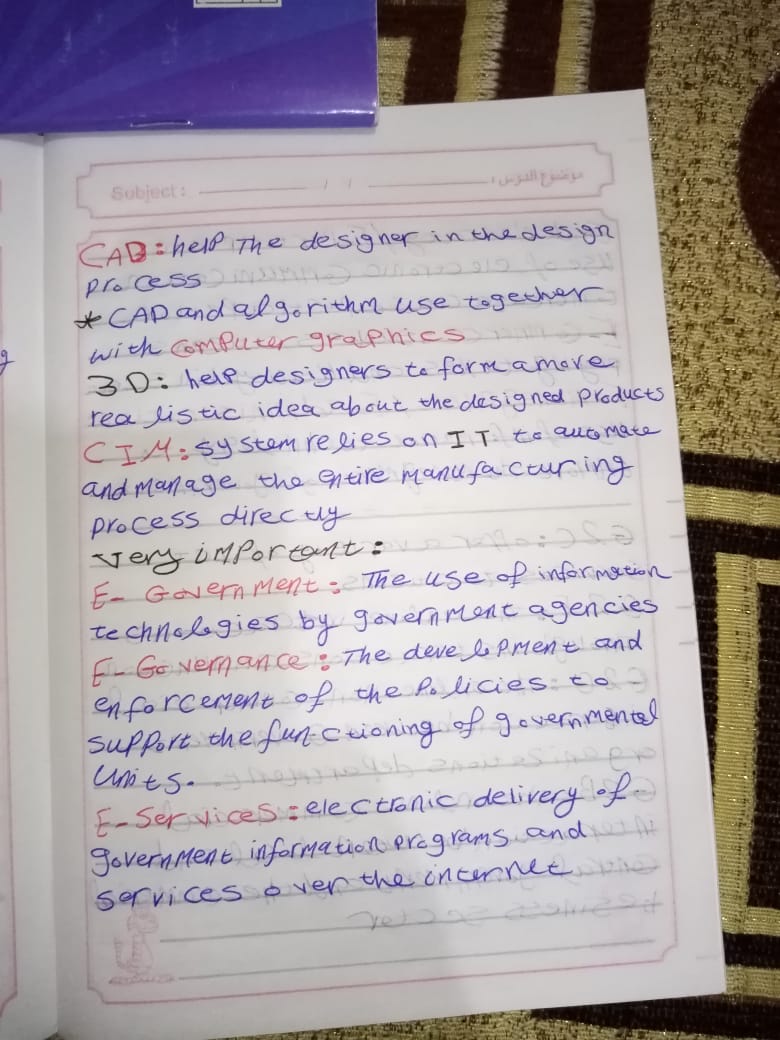 Subject : / / موضوع الدرس :
CAD : help The designer in the design
process
* CAD and algorithm use together
with Computer graphics
3D : help designers to form a more
realistic idea about the designed Products
CIM : system relies on IT to automate
and manage the entire manufacturing
process directly
very important :
E- Government : The use of information
technologies by government agencies
E- Governance : The development and
enforcement of the Policies to
support the functioning of governmental
units.
E- Services : electronic delivery of
government information programs and
services over the internet